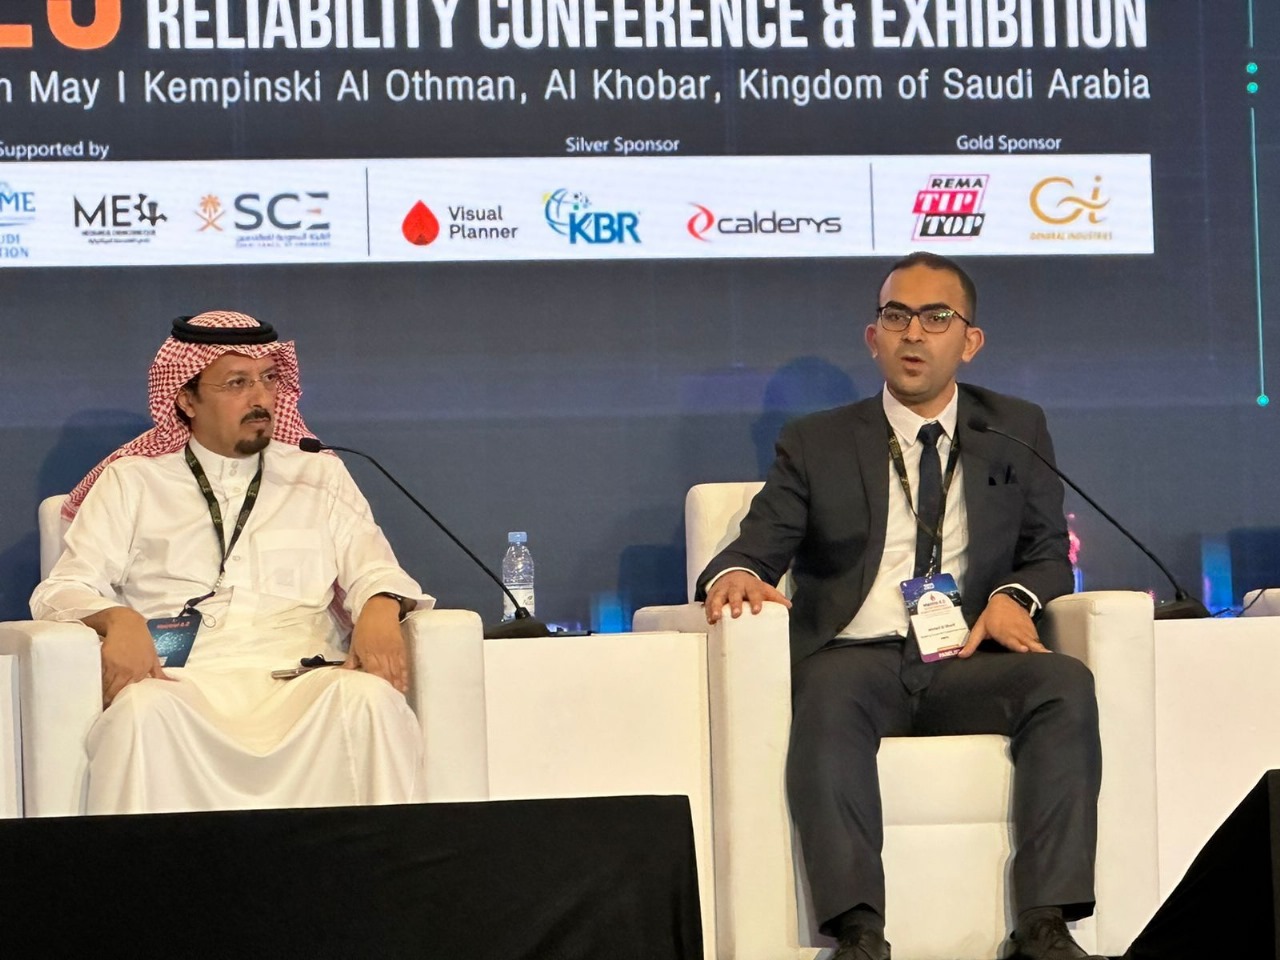 RELIABILITY CONFERENCE & EXHIBITION
May | Kempinski Al Othman, Al Khobar, Kingdom of Saudi Arabia
Supported by
Silver Sponsor
Gold Sponsor
ME
SCE
Visual
Planner
KBR
calderys
REMA
TIP
TOP
Gi
GENERAL INDUSTRIES